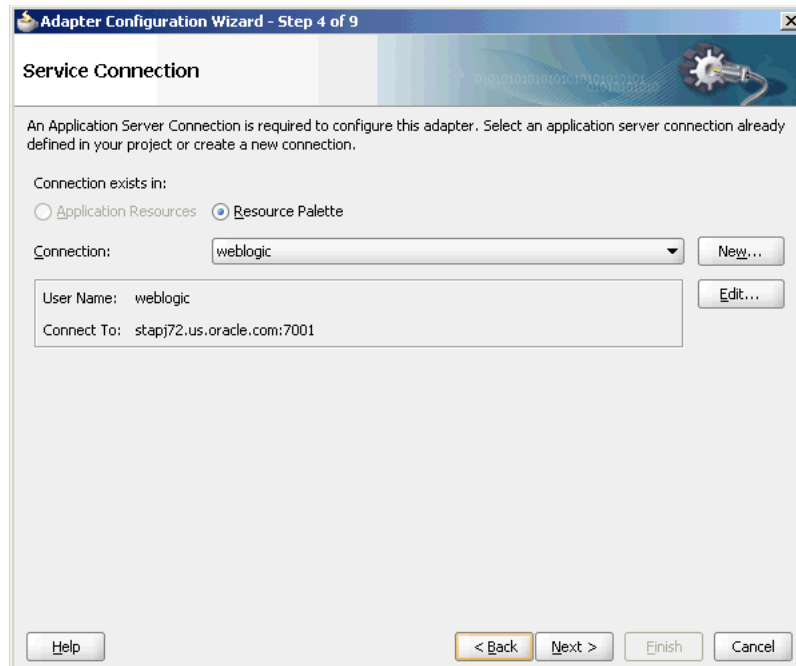 Adapter Configuration Wizard - Step 4 of 9
Service Connection
An Application Server Connection is required to configure this adapter. Select an application server connection already
defined in your project or create a new connection.
Connection exists in:
Application Resources Resource Palette
Connection: weblogic New...
User Name: weblogic Edit...
Connect To: stapj72.us.oracle.com:7001
Help < Back Next > Finish Cancel